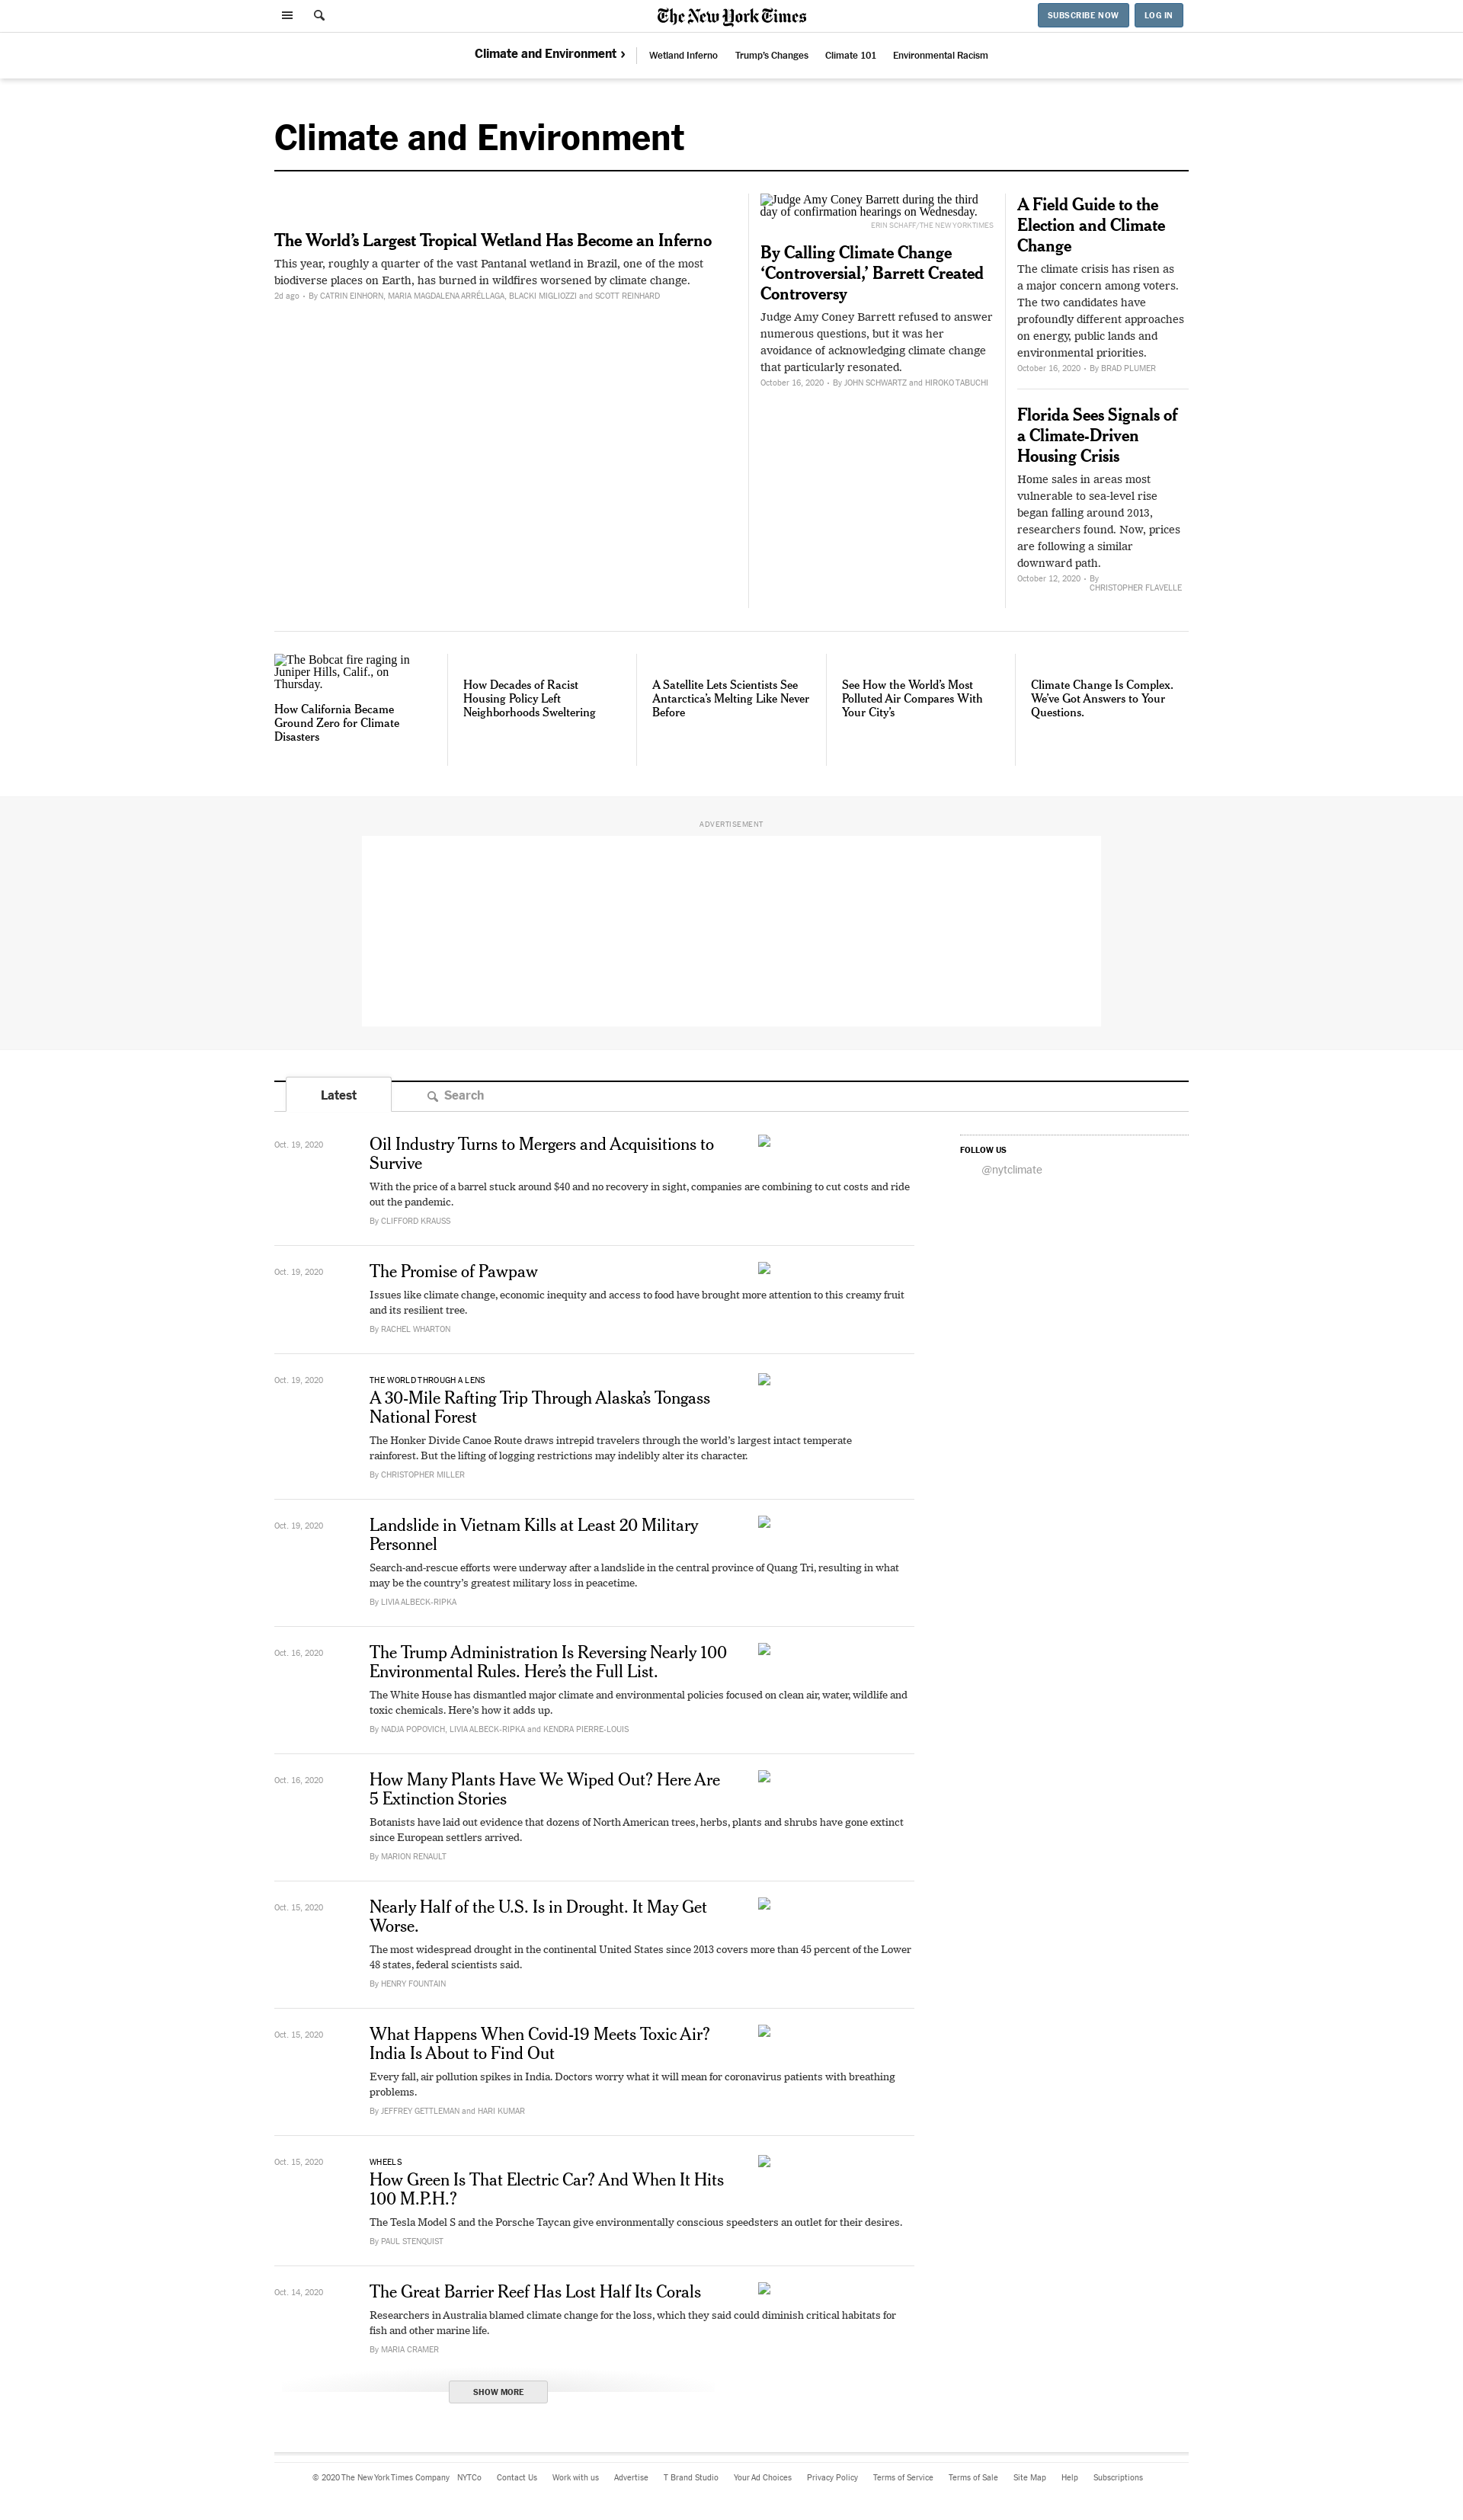 The New York Times
SUBSCRIBE NOW
LOG IN
Climate and Environment ›
Wetland Inferno
Trump's Changes
Climate 101
Environmental Racism
Climate and Environment
The World's Largest Tropical Wetland Has Become an Inferno
This year, roughly a quarter of the vast Pantanal wetland in Brazil, one of the most
biodiverse places on Earth, has burned in wildfires worsened by climate change.
2d ago • By CATRIN EINHORN, MARIA MAGDALENA ARRÉLLAGA, BLACKI MIGLIOZZI and SCOTT REINHARD
Judge Amy Coney Barrett during the third
day of confirmation hearings on Wednesday.
ERIN SCHAFF/THE NEW YORK TIMES
By Calling Climate Change
‘Controversial,’ Barrett Created
Controversy
Judge Amy Coney Barrett refused to answer
numerous questions, but it was her
avoidance of acknowledging climate change
that particularly resonated.
October 16, 2020 • By JOHN SCHWARTZ and HIROKO TABUCHI
A Field Guide to the
Election and Climate
Change
The climate crisis has risen as
a major concern among voters.
The two candidates have
profoundly different approaches
on energy, public lands and
environmental priorities.
October 16, 2020 • By BRAD PLUMER
Florida Sees Signals of
a Climate-Driven
Housing Crisis
Home sales in areas most
vulnerable to sea-level rise
began falling around 2013,
researchers found. Now, prices
are following a similar
downward path.
October 12, 2020 • By
CHRISTOPHER FLAVELLE
The Bobcat fire raging in
Juniper Hills, Calif., on
Thursday.
How California Became
Ground Zero for Climate
Disasters
How Decades of Racist
Housing Policy Left
Neighborhoods Sweltering
A Satellite Lets Scientists See
Antarctica's Melting Like Never
Before
See How the World's Most
Polluted Air Compares With
Your City's
Climate Change Is Complex.
We've Got Answers to Your
Questions.
ADVERTISEMENT
Latest
Search
Oct. 19, 2020
Oil Industry Turns to Mergers and Acquisitions to
Survive
With the price of a barrel stuck around $40 and no recovery in sight, companies are combining to cut costs and ride
out the pandemic.
By CLIFFORD KRAUSS
FOLLOW US
@nytclimate
Oct. 19, 2020
The Promise of Pawpaw
Issues like climate change, economic inequity and access to food have brought more attention to this creamy fruit
and its resilient tree.
By RACHEL WHARTON
Oct. 19, 2020
THE WORLD THROUGH A LENS
A 30-Mile Rafting Trip Through Alaska's Tongass
National Forest
The Honker Divide Canoe Route draws intrepid travelers through the world's largest intact temperate
rainforest. But the lifting of logging restrictions may indelibly alter its character.
By CHRISTOPHER MILLER
Oct. 19, 2020
Landslide in Vietnam Kills at Least 20 Military
Personnel
Search-and-rescue efforts were underway after a landslide in the central province of Quang Tri, resulting in what
may be the country's greatest military loss in peacetime.
By LIVIA ALBECK-RIPKA
Oct. 16, 2020
The Trump Administration Is Reversing Nearly 100
Environmental Rules. Here's the Full List.
The White House has dismantled major climate and environmental policies focused on clean air, water, wildlife and
toxic chemicals. Here's how it adds up.
By NADJA POPOVICH, LIVIA ALBECK-RIPKA and KENDRA PIERRE-LOUIS
Oct. 16, 2020
How Many Plants Have We Wiped Out? Here Are
5 Extinction Stories
Botanists have laid out evidence that dozens of North American trees, herbs, plants and shrubs have gone extinct
since European settlers arrived.
By MARION RENAULT
Oct. 15, 2020
Nearly Half of the U.S. Is in Drought. It May Get
Worse.
The most widespread drought in the continental United States since 2013 covers more than 45 percent of the Lower
48 states, federal scientists said.
By HENRY FOUNTAIN
Oct. 15, 2020
What Happens When Covid-19 Meets Toxic Air?
India Is About to Find Out
Every fall, air pollution spikes in India. Doctors worry what it will mean for coronavirus patients with breathing
problems.
By JEFFREY GETTLEMAN and HARI KUMAR
Oct. 15, 2020
WHEELS
How Green Is That Electric Car? And When It Hits
100 M.P.H.?
The Tesla Model S and the Porsche Taycan give environmentally conscious speedsters an outlet for their desires.
By PAUL STENQUIST
Oct. 14, 2020
The Great Barrier Reef Has Lost Half Its Corals
Researchers in Australia blamed climate change for the loss, which they said could diminish critical habitats for
fish and other marine life.
By MARIA CRAMER
SHOW MORE
© 2020 The New York Times Company NYTCo Contact Us Work with us Advertise T Brand Studio Your Ad Choices Privacy Policy Terms of Service Terms of Sale Site Map Help Subscriptions